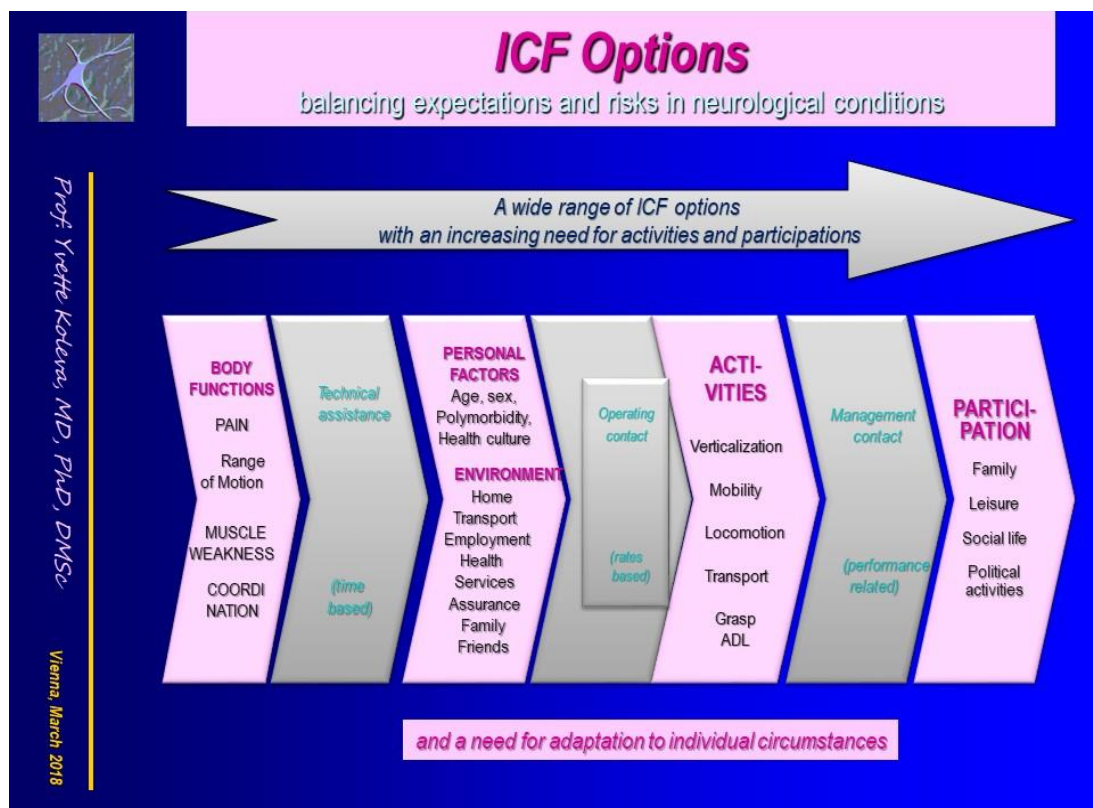 ICF Options
balancing expectations and risks in neurological conditions
Prof. Yvette Koleva, MD, PhD, DMSc
Vienna, March 2018
A wide range of ICF options
with an increasing need for activities and participations
BODY
FUNCTIONS
PAIN
Range
of Motion
MUSCLE
WEAKNESS
COORDI
NATION
Technical
assistance
(time
based)
PERSONAL
FACTORS
Age, sex,
Polymorbidity,
Health culture
ENVIRONMENT
Home
Transport
Employment
Health
Services
Assurance
Family
Friends
Operating
contact
(rates
based)
ACTI-
VITIES
Verticalization
Mobility
Locomotion
Transport
Grasp
ADL
Management
contact
(performance
related)
PARTICI-
PATION
Family
Leisure
Social life
Political
activities
and a need for adaptation to individual circumstances